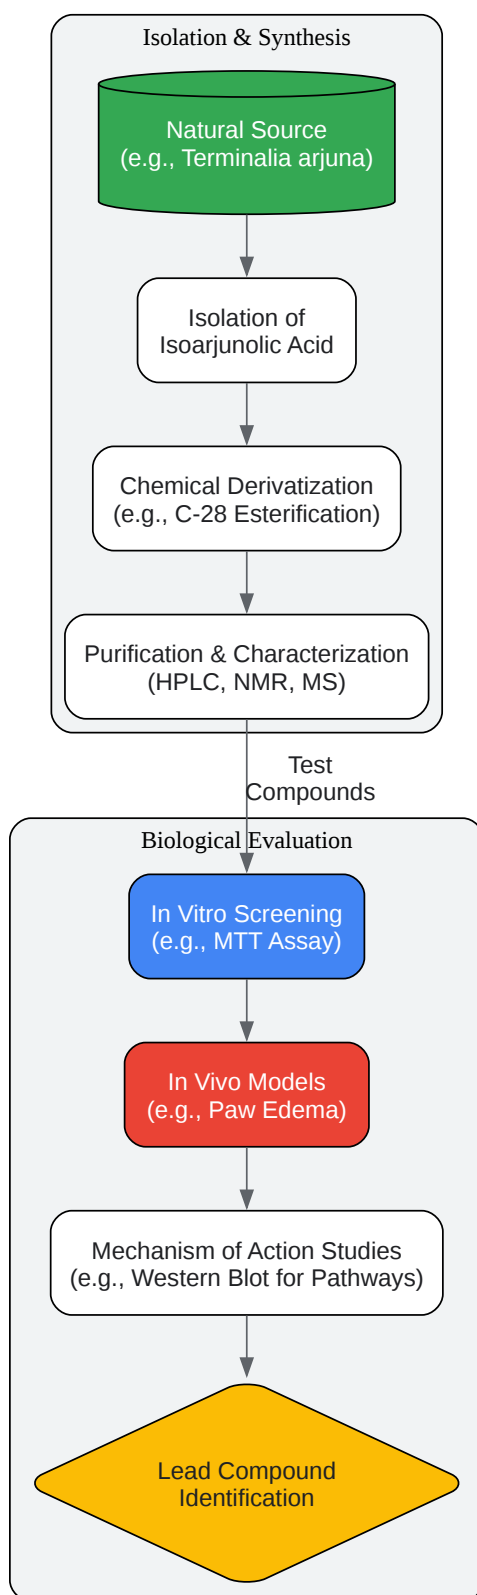 Isolation & Synthesis
Natural Source
(e.g., Terminalia arjuna)
Isolation of
Isoarjunolic Acid
Chemical Derivatization
(e.g., C-28 Esterification)
Purification & Characterization
(HPLC, NMR, MS)
Test
Compounds
Biological Evaluation
In Vitro Screening
(e.g., MTT Assay)
In Vivo Models
(e.g., Paw Edema)
Mechanism of Action Studies
(e.g., Western Blot for Pathways)
Lead Compound
Identification